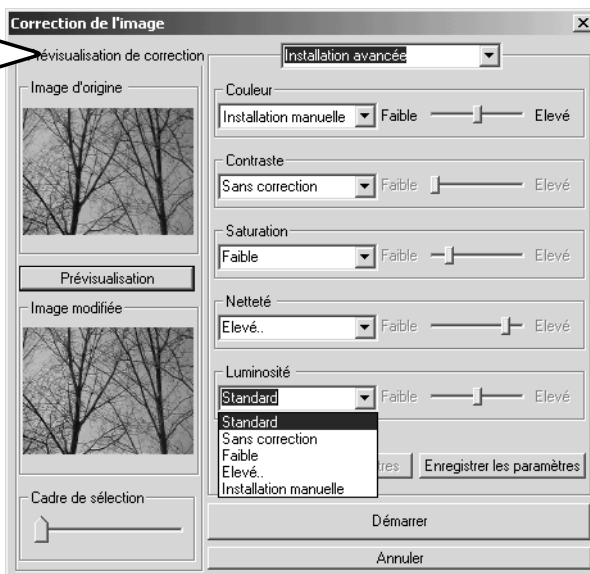 Correction de l'image
Prévisualisation de correction
Installation avancée
Image d'origine
Couleur
Installation manuelle Faible Elevé
Contraste
Sans correction Faible Elevé
Saturation
Faible Faible Elevé
Prévisualisation
Netteté
Elevé.. Faible Elevé
Image modifiée
Luminosité
Standard Faible Elevé
Standard
Sans correction
Faible
Elevé..
Installation manuelle
Enregistrer les paramètres
Cadre de sélection
Démarrer
Annuler